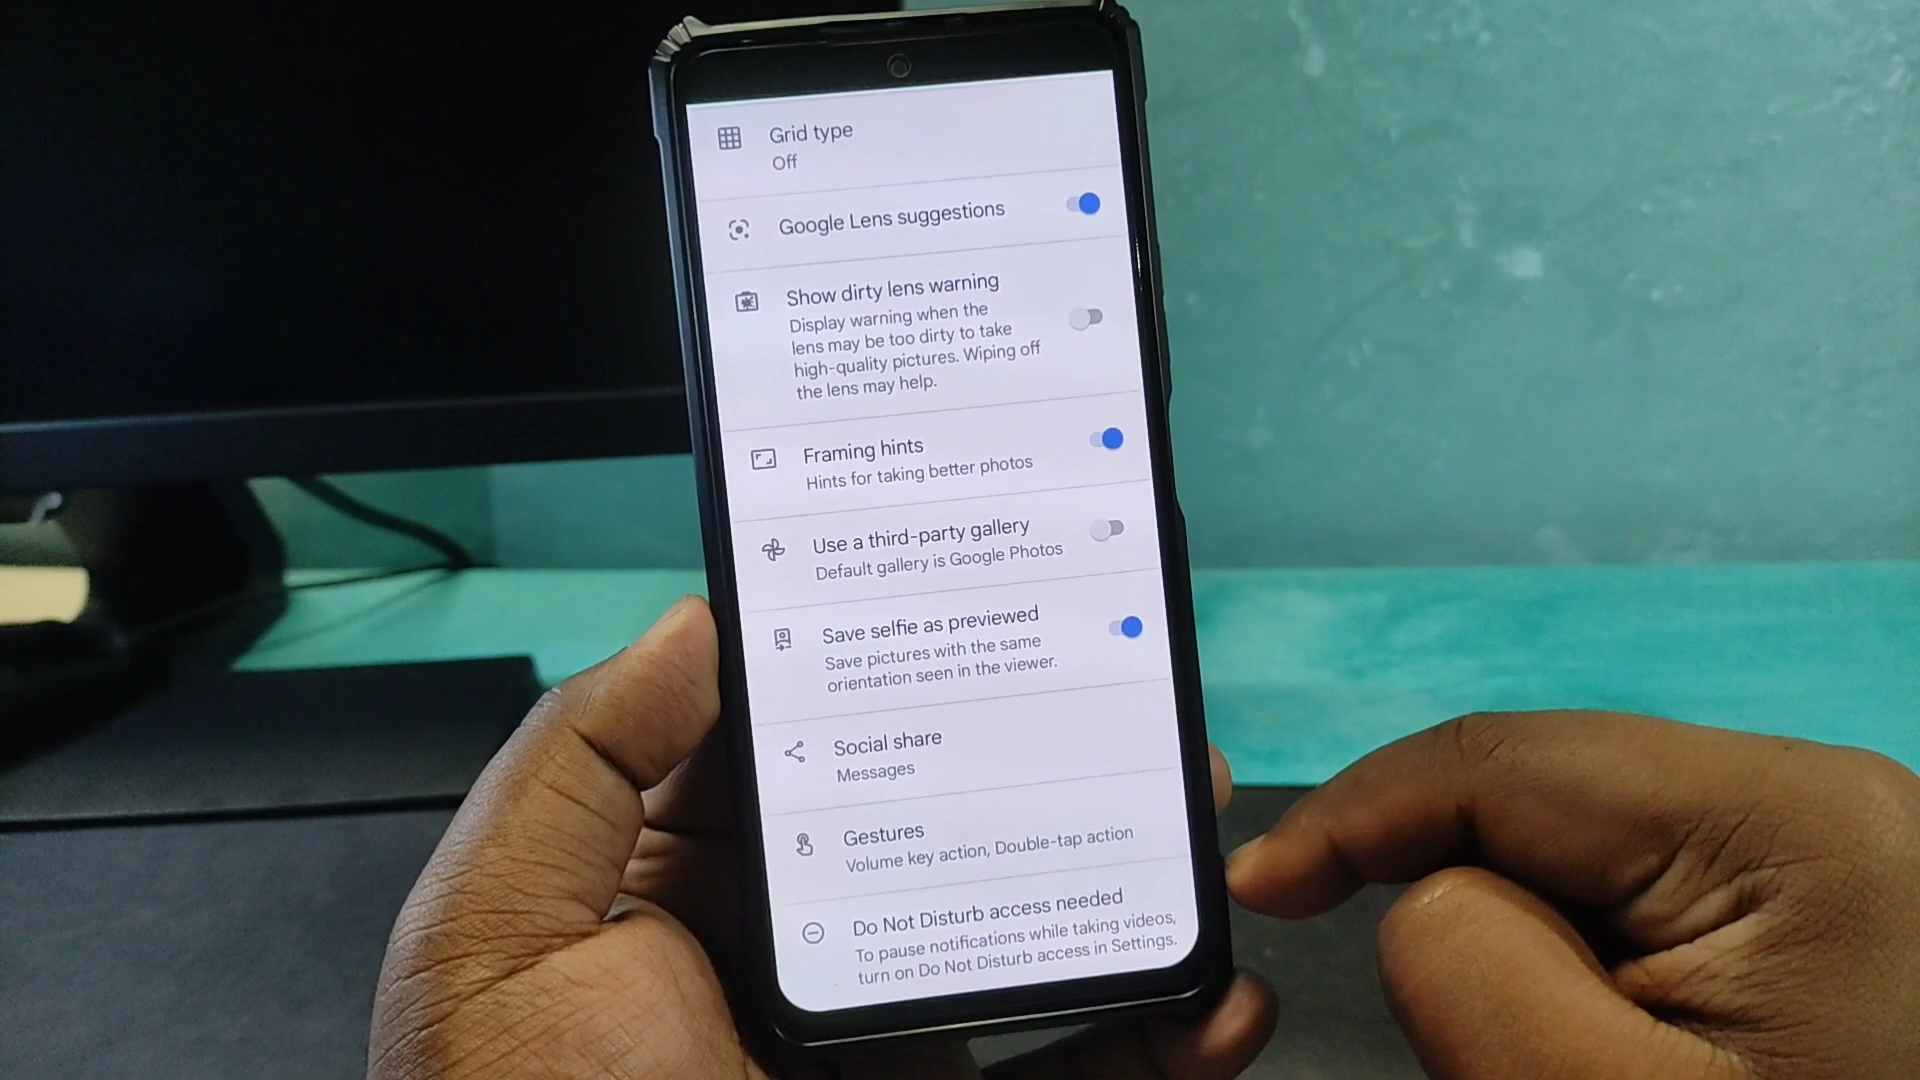 Grid type
Off
Google Lens suggestions
Show dirty lens warning
Display warning when the
lens may be too dirty to take
high-quality pictures. Wiping off
the lens may help.
Framing hints
Hints for taking better photos
Use a third-party gallery
Default gallery is Google Photos
Save selfie as previewed
Save pictures with the same
orientation seen in the viewer.
Social share
Messages
Gestures
Volume key action, Double-tap action
Do Not Disturb access needed
To pause notifications while taking videos,
turn on Do Not Disturb access in Settings.